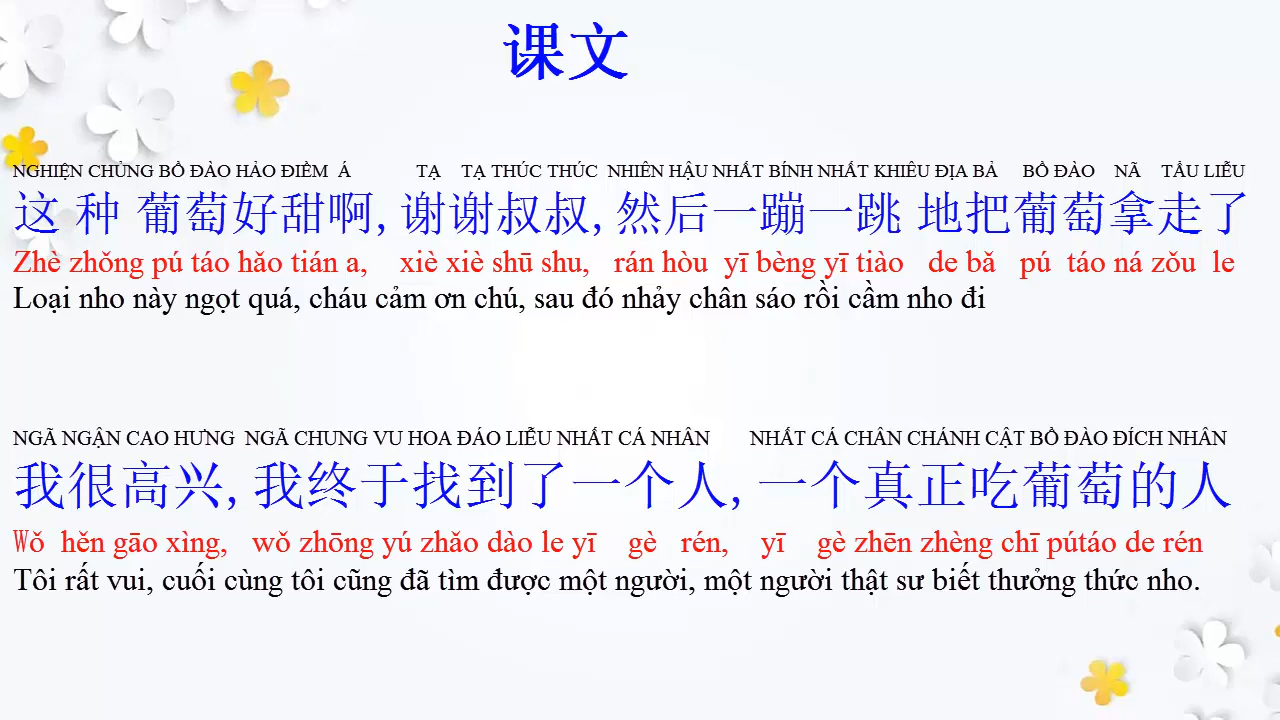 课文
NGHIỆN CHỦNG BỒ ĐÀO HẢO ĐIỀM Á TẠ TẠ THÚC THÚC NHIÊN HẬU NHẤT BÍNH NHẤT KHIÊU ĐỊA BẢ BỒ ĐÀO NÃ TẨU LIỄU
这种葡萄好甜啊,谢谢叔叔,然后一蹦一跳地把葡萄拿走了
Zhè zhǒng pú táo hǎo tián a, xiè xiè shū shu, rán hòu yī bèng yī tiào de bǎ pú táo ná zǒu le
Loại nho này ngọt quá, cháu cảm ơn chú, sau đó nhảy chân sáo rồi cầm nho đi
NGÃ NGẬN CAO HƯNG NGÃ CHUNG VU HOA ĐÁO LIỄU NHẤT CÁ NHÂN NHẤT CÁ CHÂN CHÁNH CẬT BỒ ĐÀO ĐÍCH NHÂN
我很高兴,我终于找到了一个人,一个真正吃葡萄的人
Wǒ hěn gāo xìng, wǒ zhōng yú zhǎo dào le yī gè rén, yī gè zhēn zhèng chī pútáo de rén
Tôi rất vui, cuối cùng tôi cũng đã tìm được một người, một người thật sư biết thưởng thức nho.